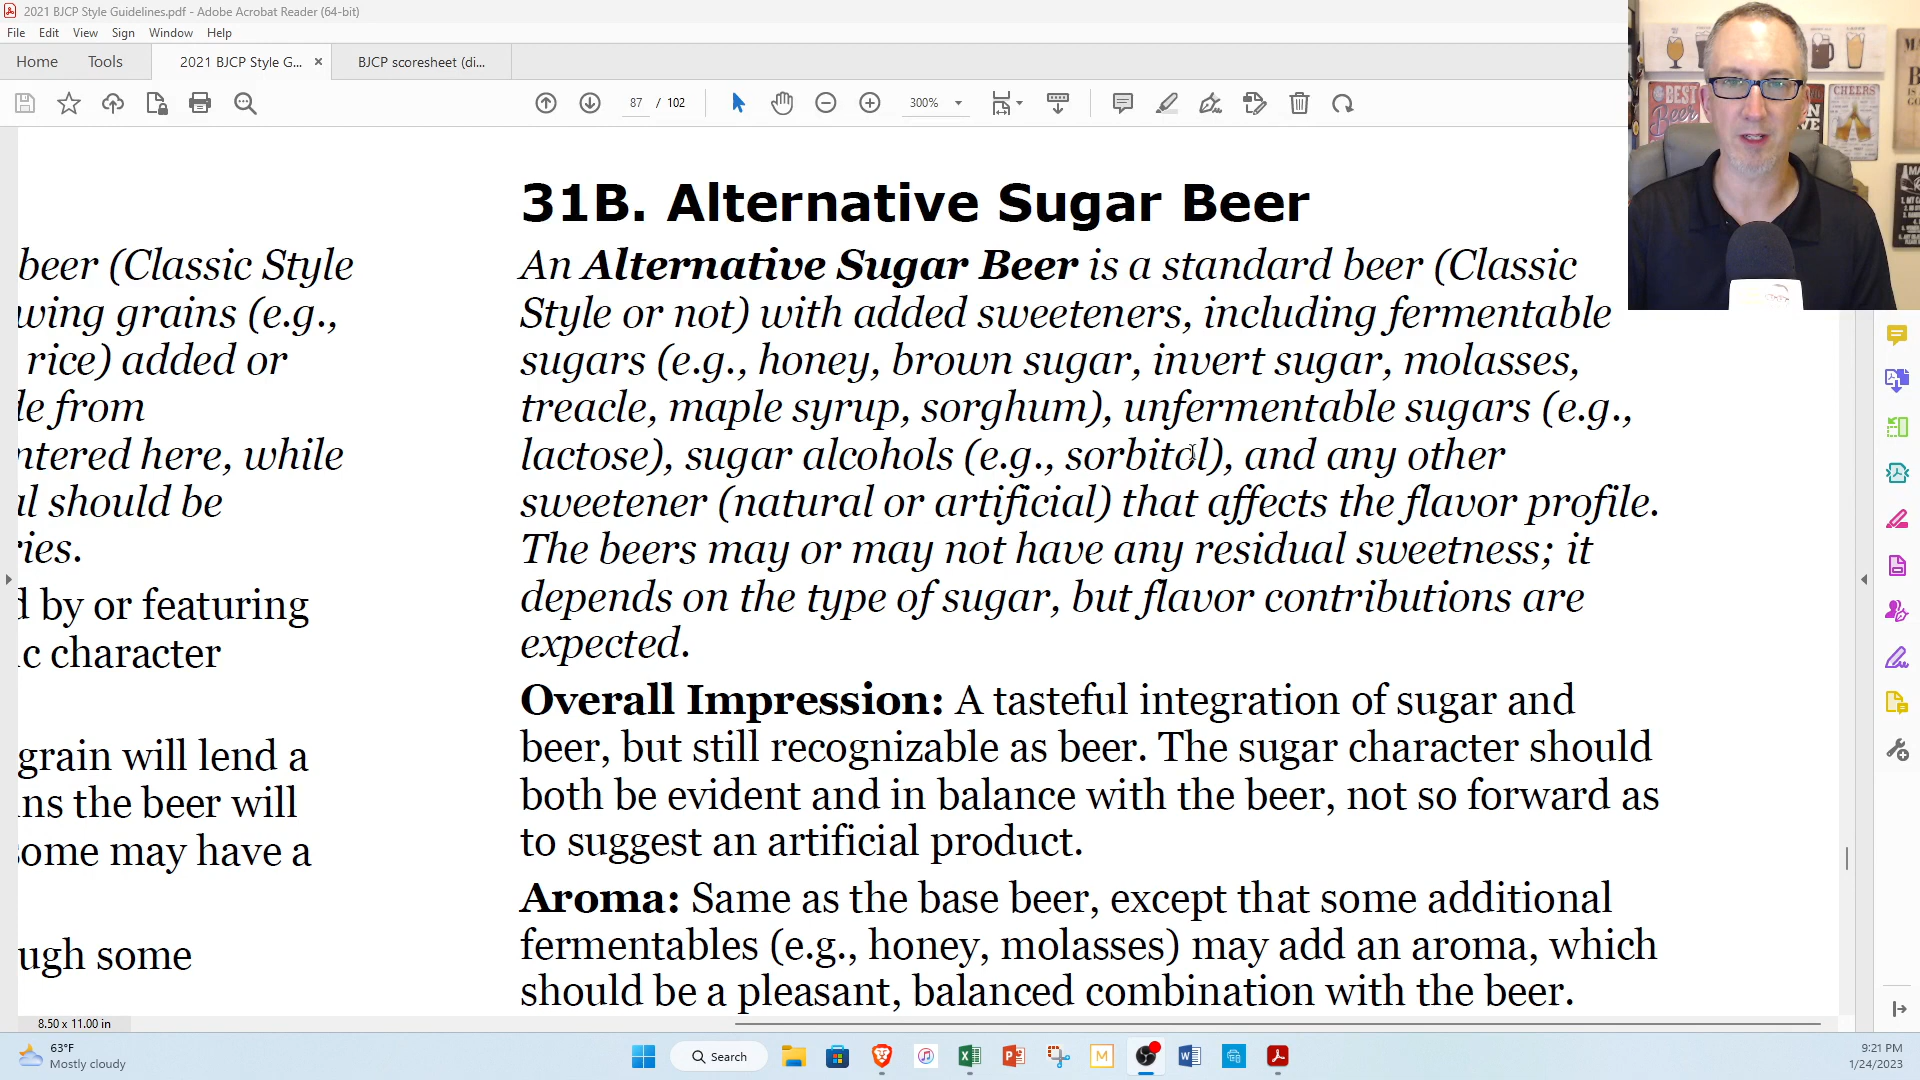 2021 BJCP Style Guidelines.pdf - Adobe Acrobat Reader (64-bit)
File Edit View Sign Window Help
Home Tools 2021 BJCP Style G... × BJCP scoresheet (di...
87 / 102 300%
BEST
Beer
CHEERS
beer (Classic Style
wing grains (e.g.,
rice) added or
de from
ntered here, while
al should be
ries.
d by or featuring
ic character
grain will lend a
ins the beer will
some may have a
ugh some
31B. Alternative Sugar Beer
An Alternative Sugar Beer is a standard beer (Classic
Style or not) with added sweeteners, including fermentable
sugars (e.g., honey, brown sugar, invert sugar, molasses,
treacle, maple syrup, sorghum), unfermentable sugars (e.g.,
lactose), sugar alcohols (e.g., sorbitol), and any other
sweetener (natural or artificial) that affects the flavor profile.
The beers may or may not have any residual sweetness; it
depends on the type of sugar, but flavor contributions are
expected.
Overall Impression: A tasteful integration of sugar and
beer, but still recognizable as beer. The sugar character should
both be evident and in balance with the beer, not so forward as
to suggest an artificial product.
Aroma: Same as the base beer, except that some additional
fermentables (e.g., honey, molasses) may add an aroma, which
should be a pleasant, balanced combination with the beer.
8.50 x 11.00 in
63°F
Mostly cloudy
Search
9:21 PM
1/24/2023